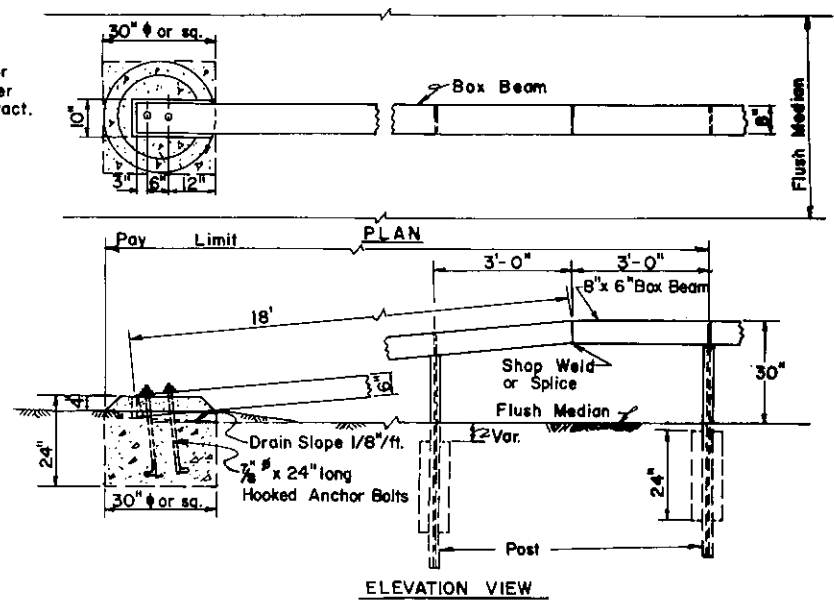 30" ϕ or sq.
or
er
ract.
Box Beam
10"
8"
Flush Median
3" 6" 12"
PLAN
Pay Limit
3'-0" 3'-0"
8"x 6" Box Beam
18'
30"
Shop Weld
or Splice
6"
4"
Flush Median
Var.
24"
Drain Slope 1/8"/ft.
7/8" ϕ x 24" long
Hooked Anchor Bolts
24"
30" ϕ or sq.
Post
ELEVATION VIEW